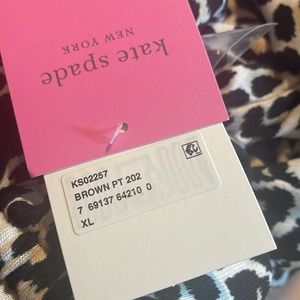 kate spade
NEW YORK
KS02257
BROWN PT 202
7 69137 64210 0
XL